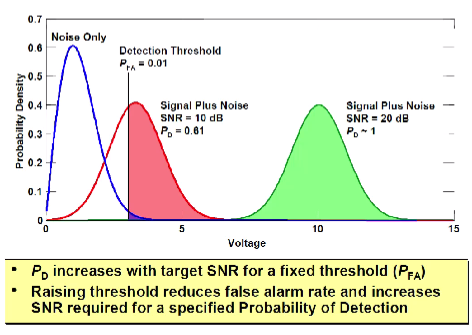 0.7
0.6
0.5
0.4
0.3
0.2
0.1
0
Probability Density
Noise Only
Detection Threshold
PFA = 0.01
Signal Plus Noise
SNR = 10 dB
PD = 0.61
Signal Plus Noise
SNR = 20 dB
PD ~ 1
0 5 10 15
Voltage
• PD increases with target SNR for a fixed threshold (PFA)
• Raising threshold reduces false alarm rate and increases
SNR required for a specified Probability of Detection